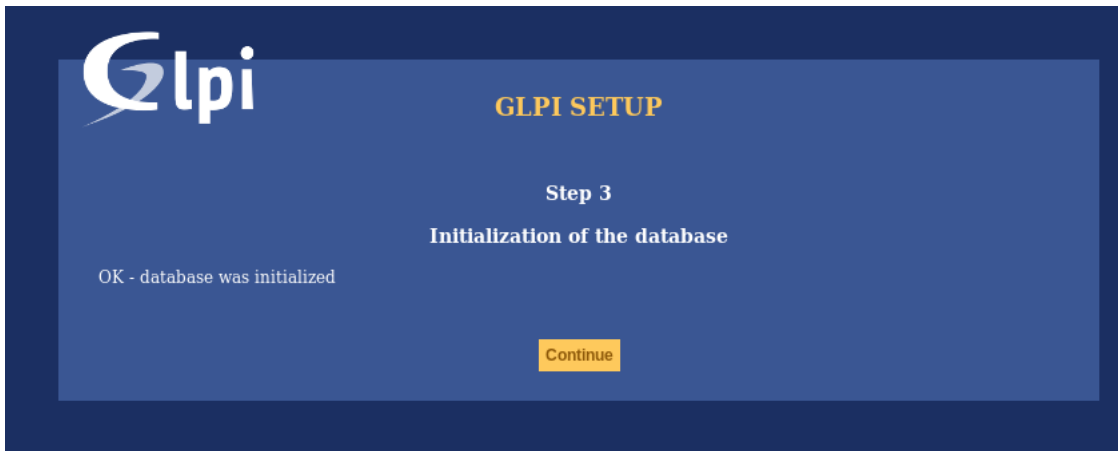 Glpi
GLPI SETUP
Step 3
Initialization of the database
OK - database was initialized
Continue